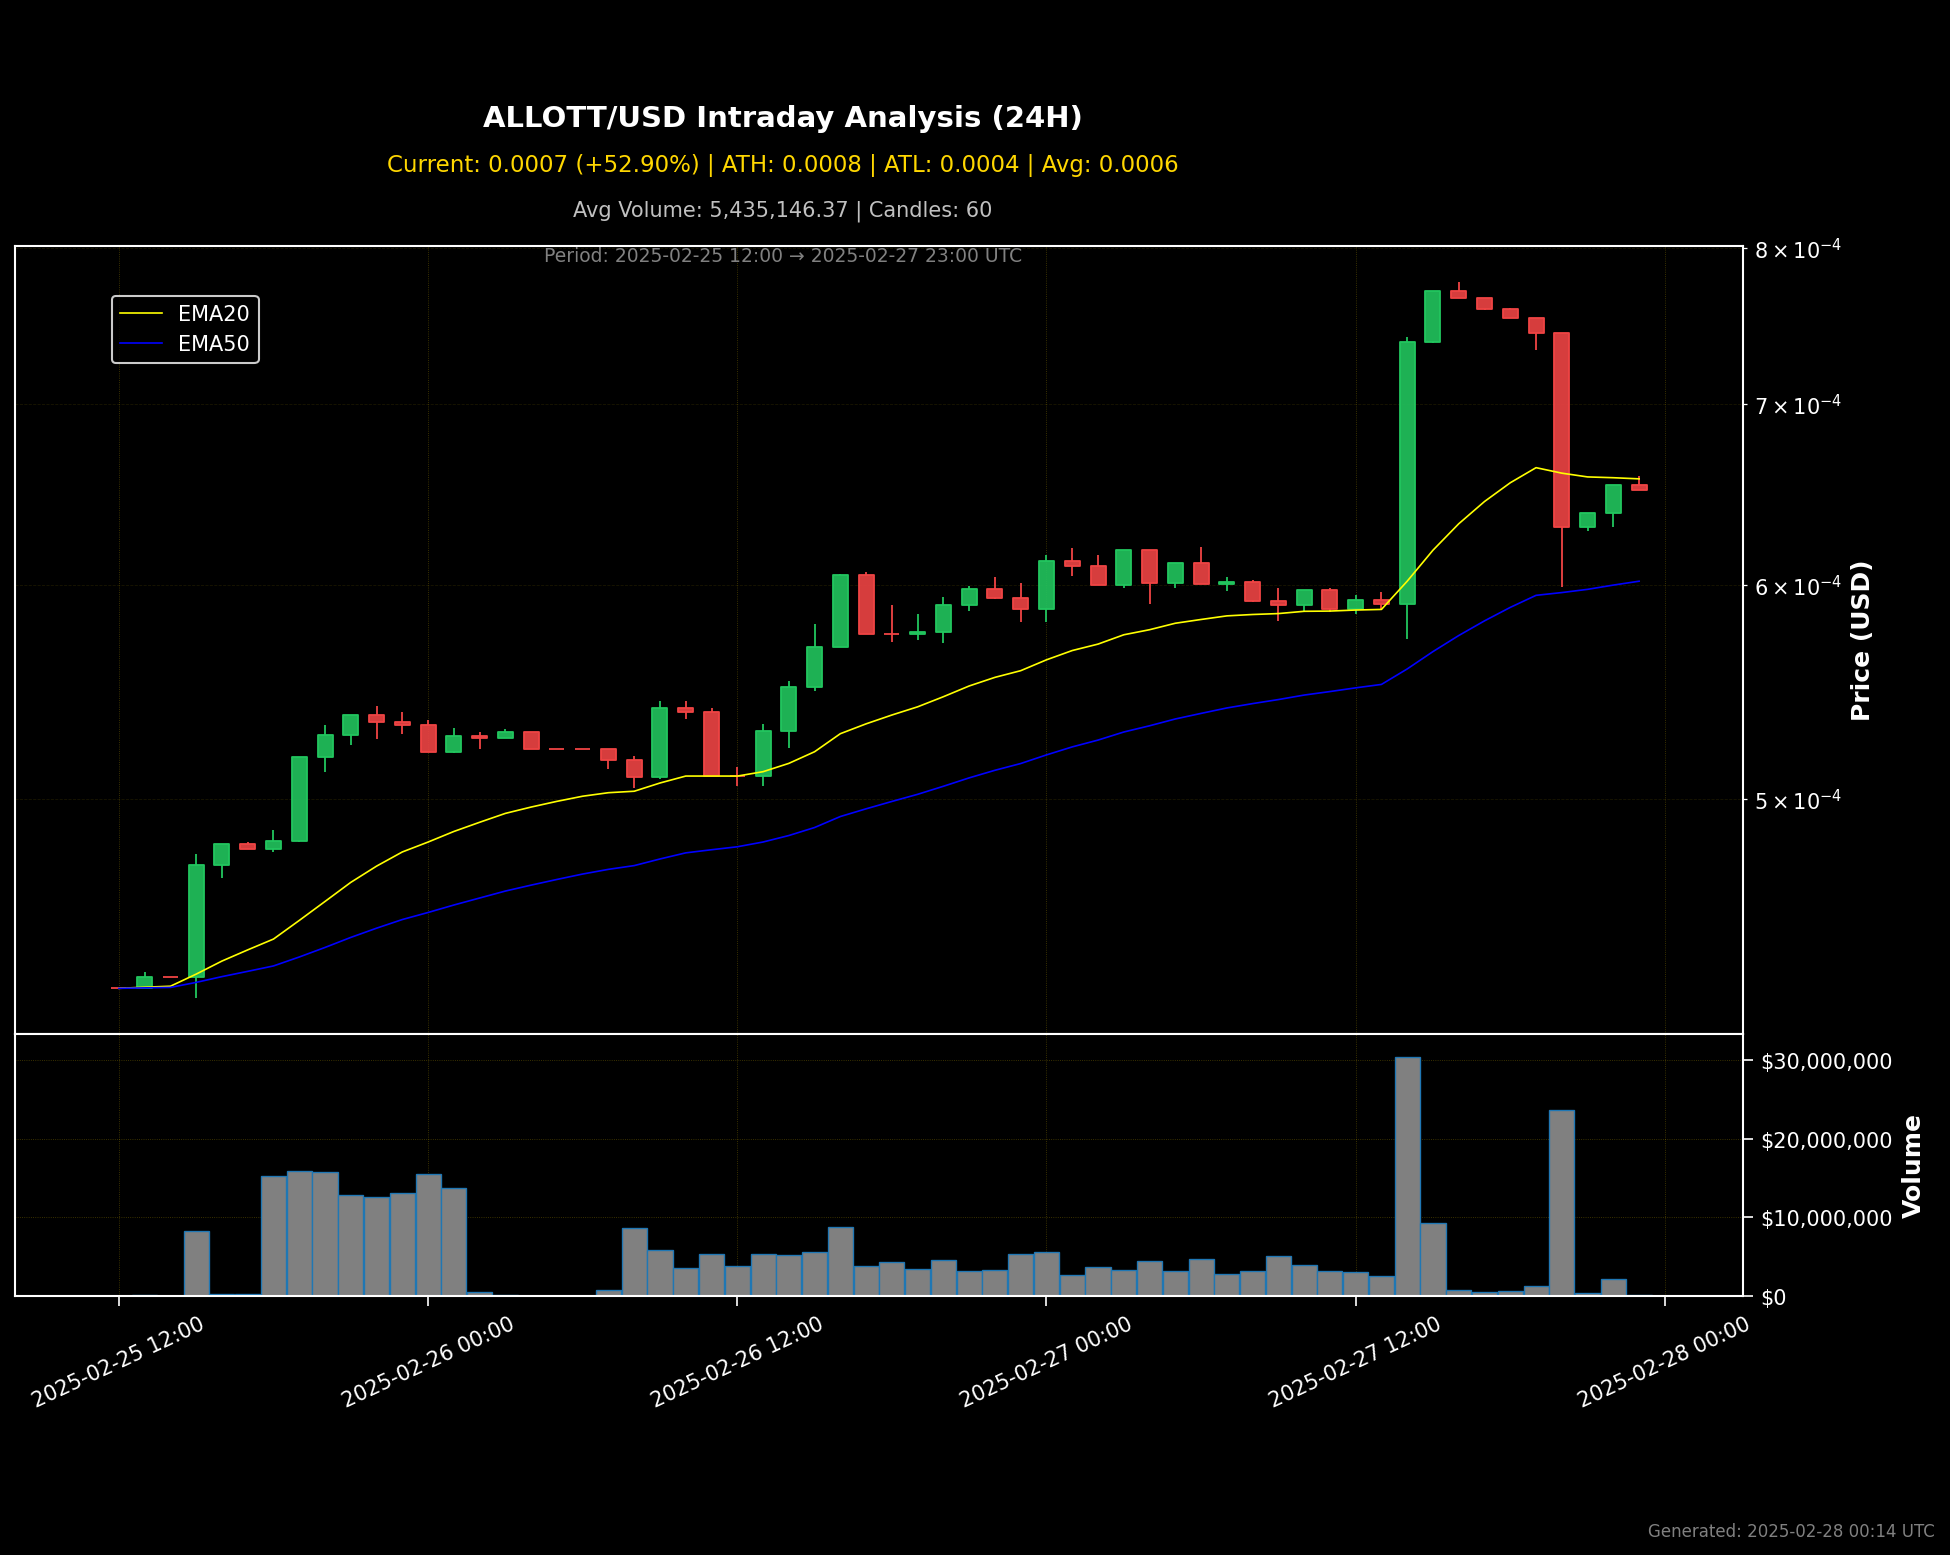 ALLOTT/USD Intraday Analysis (24H)
Current: 0.0007 (+52.90%) | ATH: 0.0008 | ATL: 0.0004 | Avg: 0.0006
Avg Volume: 5,435,146.37 | Candles: 60
Period: 2025-02-25 12:00 → 2025-02-27 23:00 UTC
EMA20
EMA50
8 × 10⁻⁴
7 × 10⁻⁴
6 × 10⁻⁴
5 × 10⁻⁴
Price (USD)
$30,000,000
$20,000,000
$10,000,000
$0
Volume
2025-02-25 12:00
2025-02-26 00:00
2025-02-26 12:00
2025-02-27 00:00
2025-02-27 12:00
2025-02-28 00:00
Generated: 2025-02-28 00:14 UTC